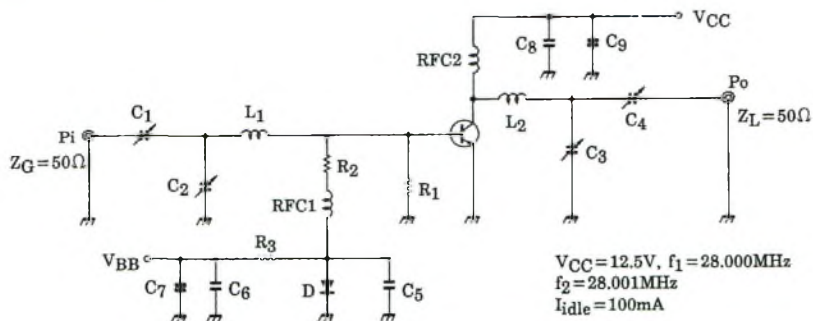 VCC
C8
C9
RFC2
Po
C1
L1
L2
C4
ZL=50Ω
Pi
ZG=50Ω
R2
C3
C2
R1
RFC1
R3
VBB
VCC=12.5V, f1=28.000MHz
f2=28.001MHz
Iidle=100mA
C7
C6
D
C5